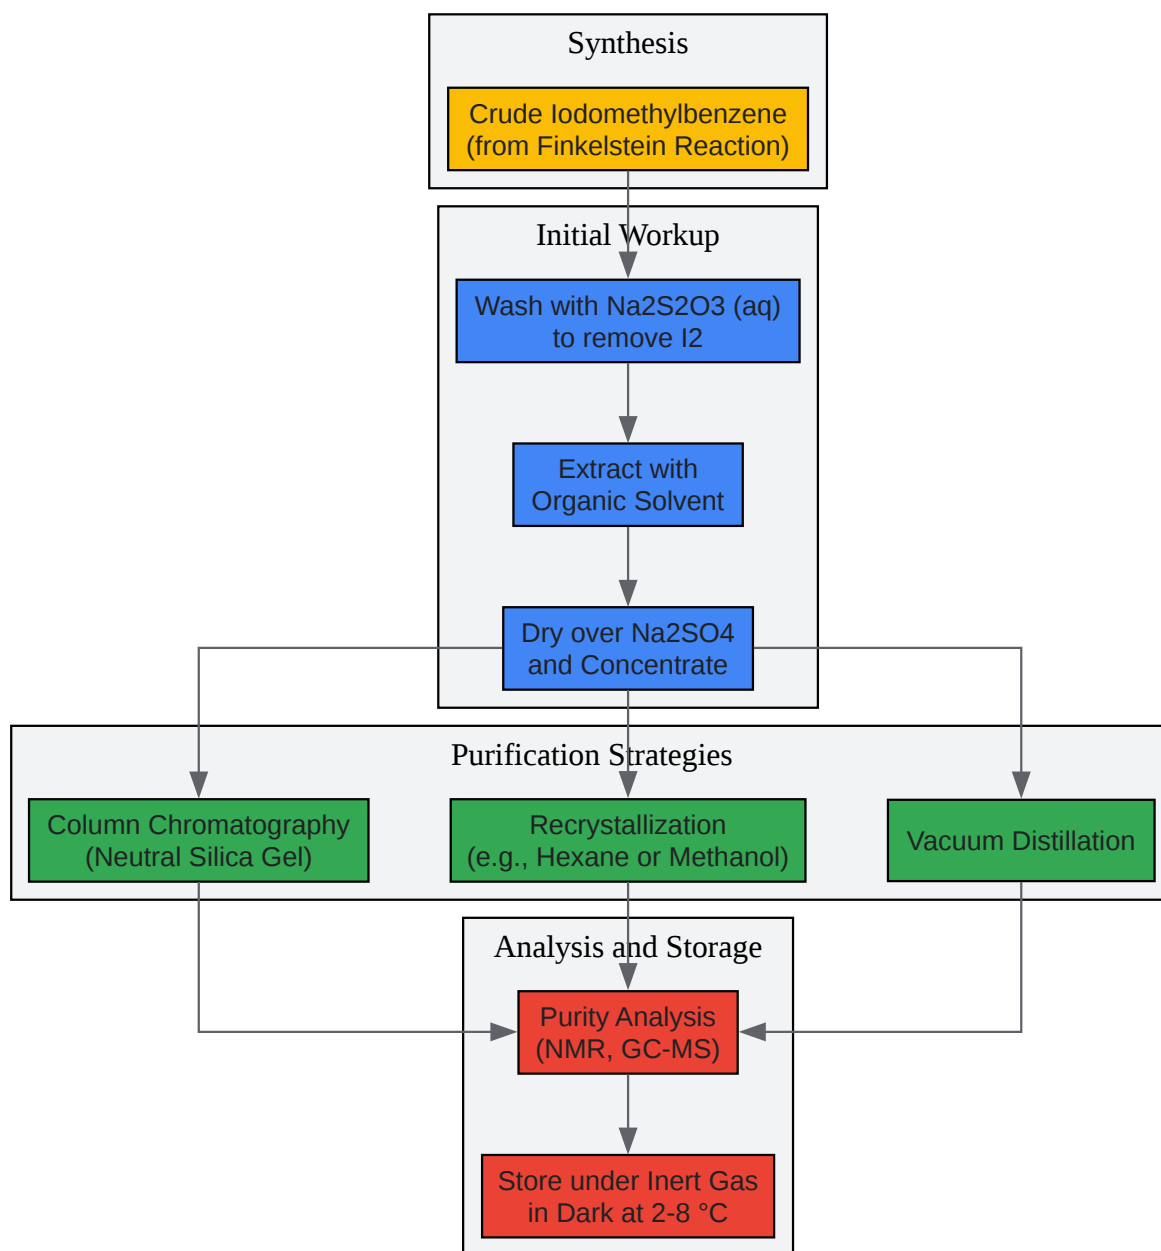 Synthesis
Crude Iodomethylbenzene
(from Finkelstein Reaction)
Initial Workup
Wash with Na2S2O3 (aq)
to remove I2
Extract with
Organic Solvent
Dry over Na2SO4
and Concentrate
Purification Strategies
Column Chromatography
(Neutral Silica Gel)
Recrystallization
(e.g., Hexane or Methanol)
Vacuum Distillation
Analysis and Storage
Purity Analysis
(NMR, GC-MS)
Store under Inert Gas
in Dark at 2-8 °C